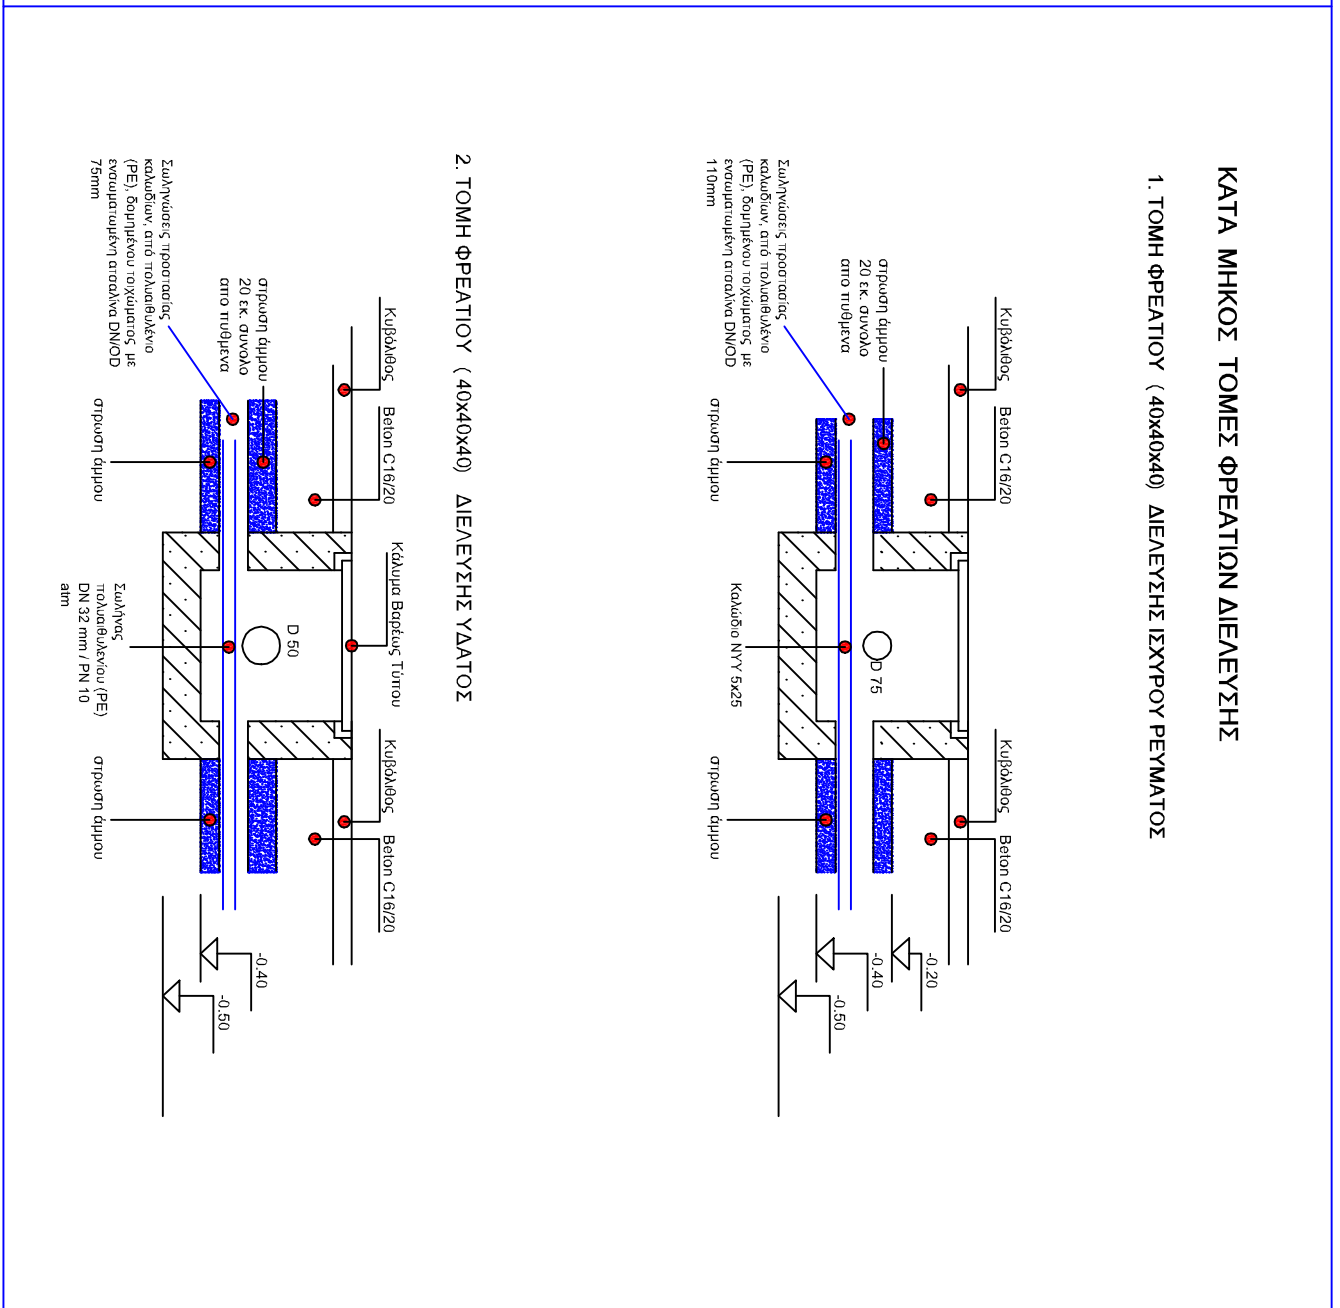 ΚΑΤΑ ΜΗΚΟΣ ΤΟΜΕΣ ΦΡΕΑΤΙΩΝ ΔΙΕΛΕΥΣΗΣ
1. ΤΟΜΗ ΦΡΕΑΤΙΟΥ ( 40x40x40) ΔΙΕΛΕΥΣΗΣ ΙΣΧΥΡΟΥ ΡΕΥΜΑΤΟΣ
Κυβόλιθος
Beton C16/20
Κυβόλιθος
Beton C16/20
στρωση άμμου
20 εκ. συνολο
απο πυθμενα
D 75
-0.20
-0.40
-0.50
Σωληνώσεις προστασίας
καλωδίων, από πολυαιθυλένιο
(PE), δομημένου τοιχώματος με
ενσωματωμένη ατσαλίνα DN/OD
110mm
στρωση άμμου
Καλώδιο NYY 5x25
στρωση άμμου
2. ΤΟΜΗ ΦΡΕΑΤΙΟΥ ( 40x40x40) ΔΙΕΛΕΥΣΗΣ ΥΔΑΤΟΣ
Κυβόλιθος
Beton C16/20
Κάλυμα Βαρέως Τύπου
Κυβόλιθος
Beton C16/20
στρωση άμμου
20 εκ. συνολο
απο πυθμενα
D 50
-0.40
-0.50
Σωληνώσεις προστασίας
καλωδίων, από πολυαιθυλένιο
(PE), δομημένου τοιχώματος με
ενσωματωμένη ατσαλίνα DN/OD
75mm
στρωση άμμου
Σωλήνας
πολυαιθυλενίου (PE)
DN 32 mm / PN 10
atm
στρωση άμμου